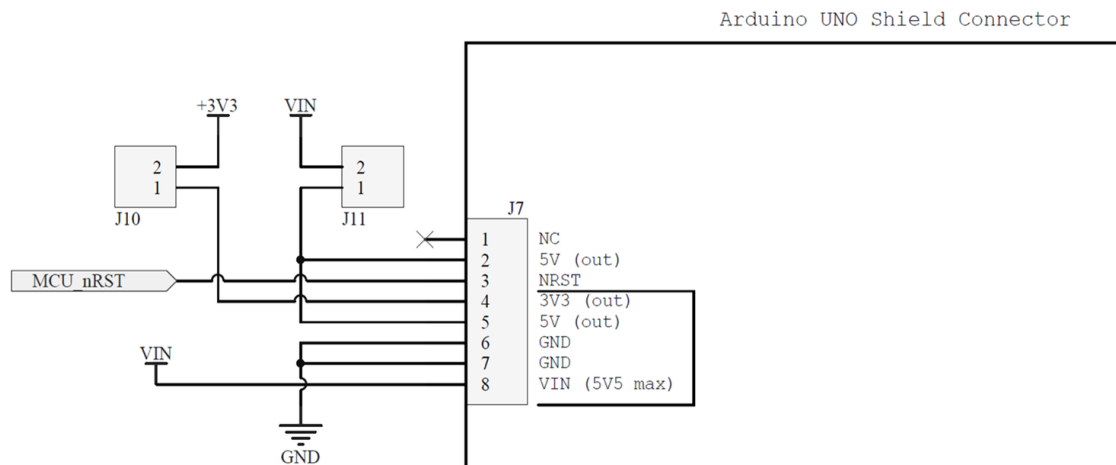 Arduino UNO Shield Connector
+3V3
VIN
2
1
J10
2
1
J11
J7
1 NC
2 5V (out)
MCU_nRST
3 NRST
4 3V3 (out)
5 5V (out)
6 GND
7 GND
VIN
8 VIN (5V5 max)
GND